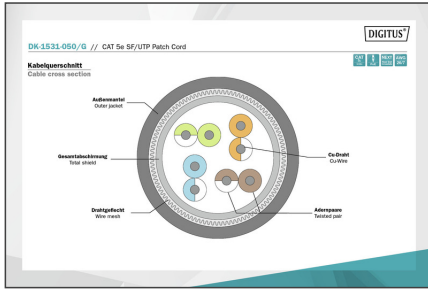 DIGITUS®
DK-1531-050/G // CAT 5e SF/UTP Patch Cord
Kabelquerschnitt
Cable cross section
Außenmantel
Outer jacket
Gesamtabschirmung
Total shield
Cu-Draht
Cu-Wire
Drahtgeflecht
Wire mesh
Adernpaare
Twisted pair